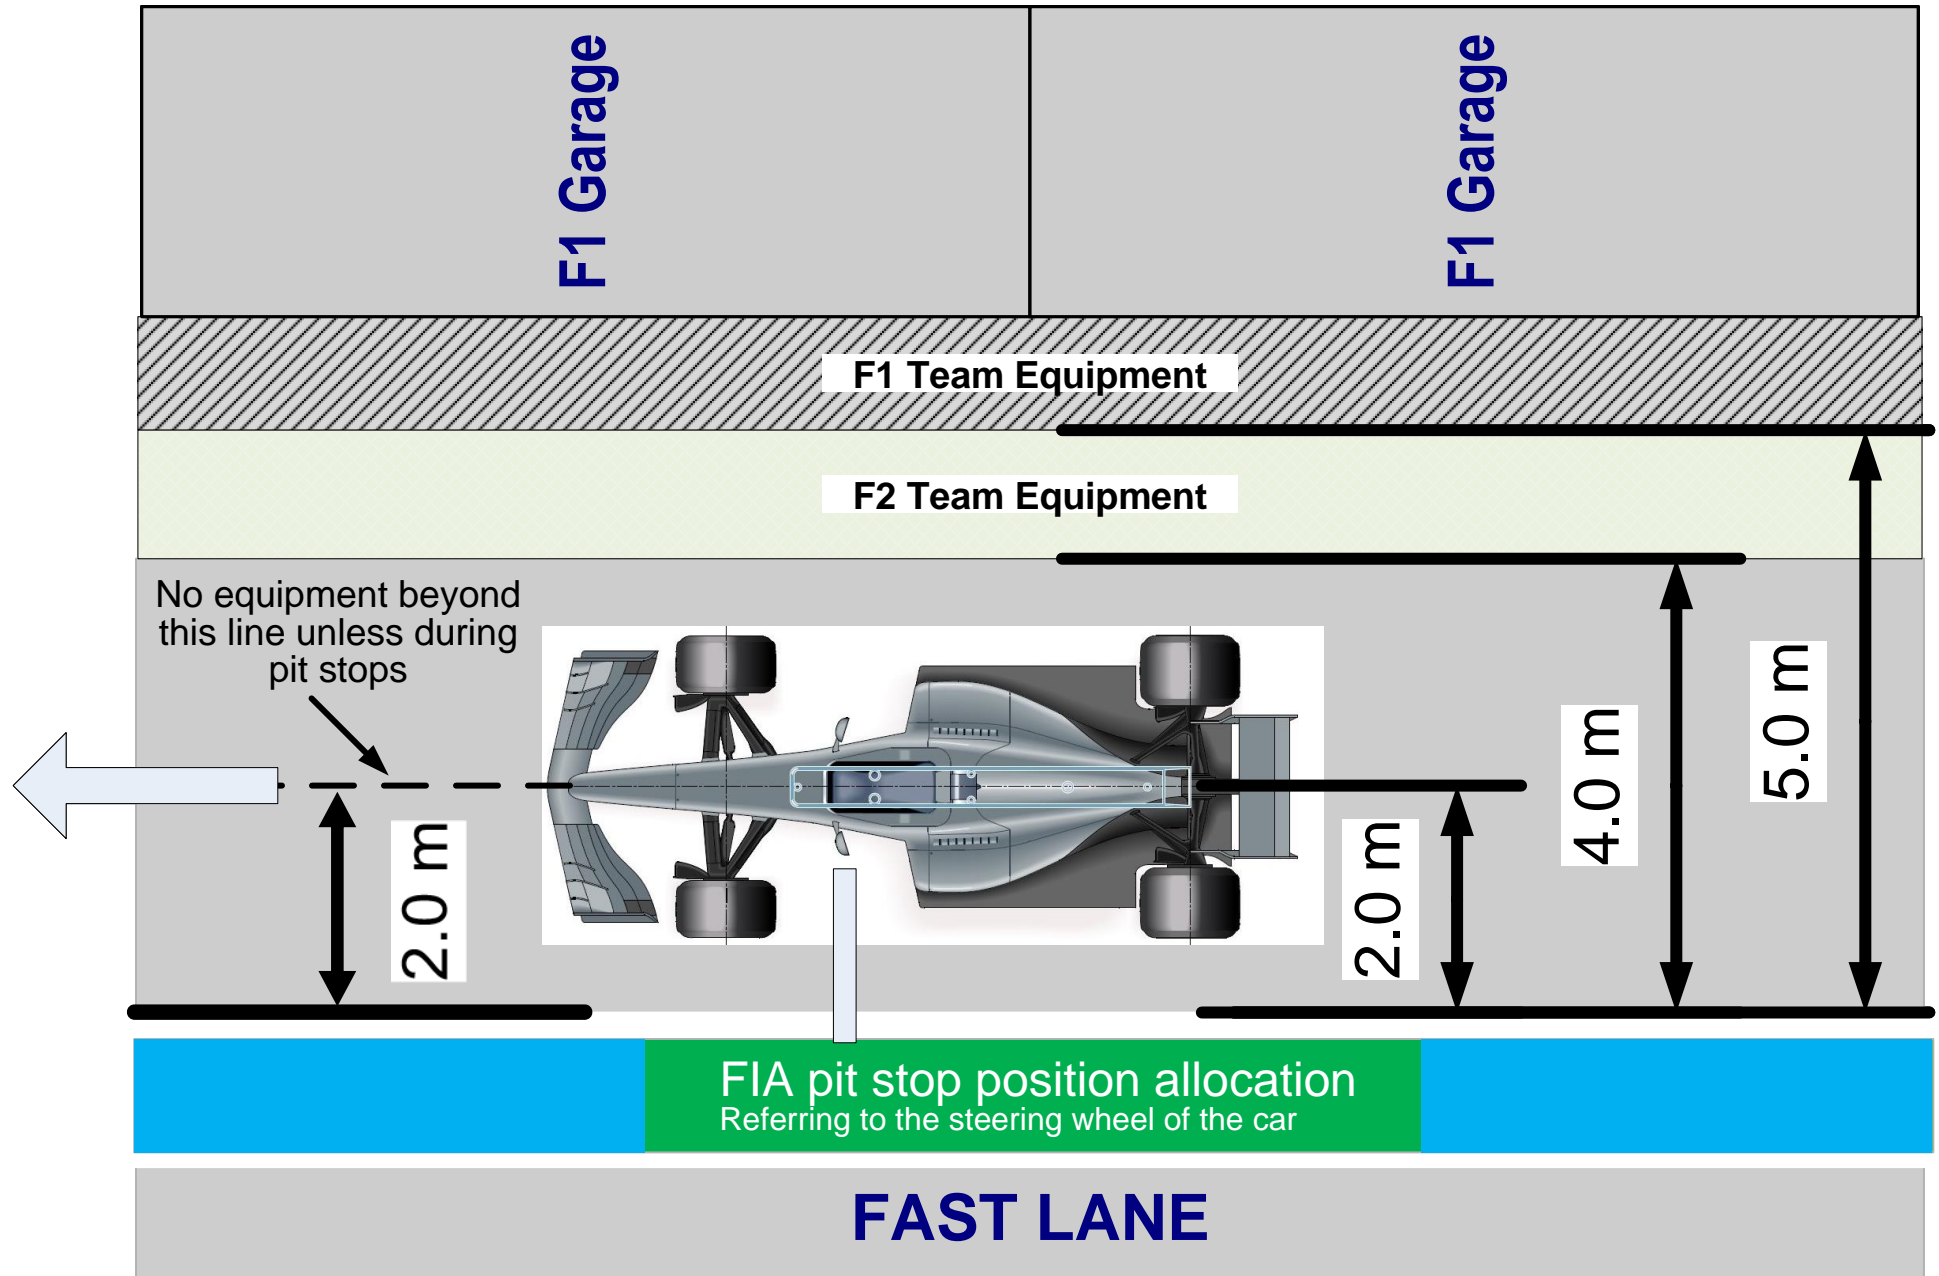 F1 Garage
F1 Garage
F1 Team Equipment
F2 Team Equipment
No equipment beyond
this line unless during
pit stops
2.0 m
2.0 m
4.0 m
5.0 m
FIA pit stop position allocation
Referring to the steering wheel of the car
FAST LANE